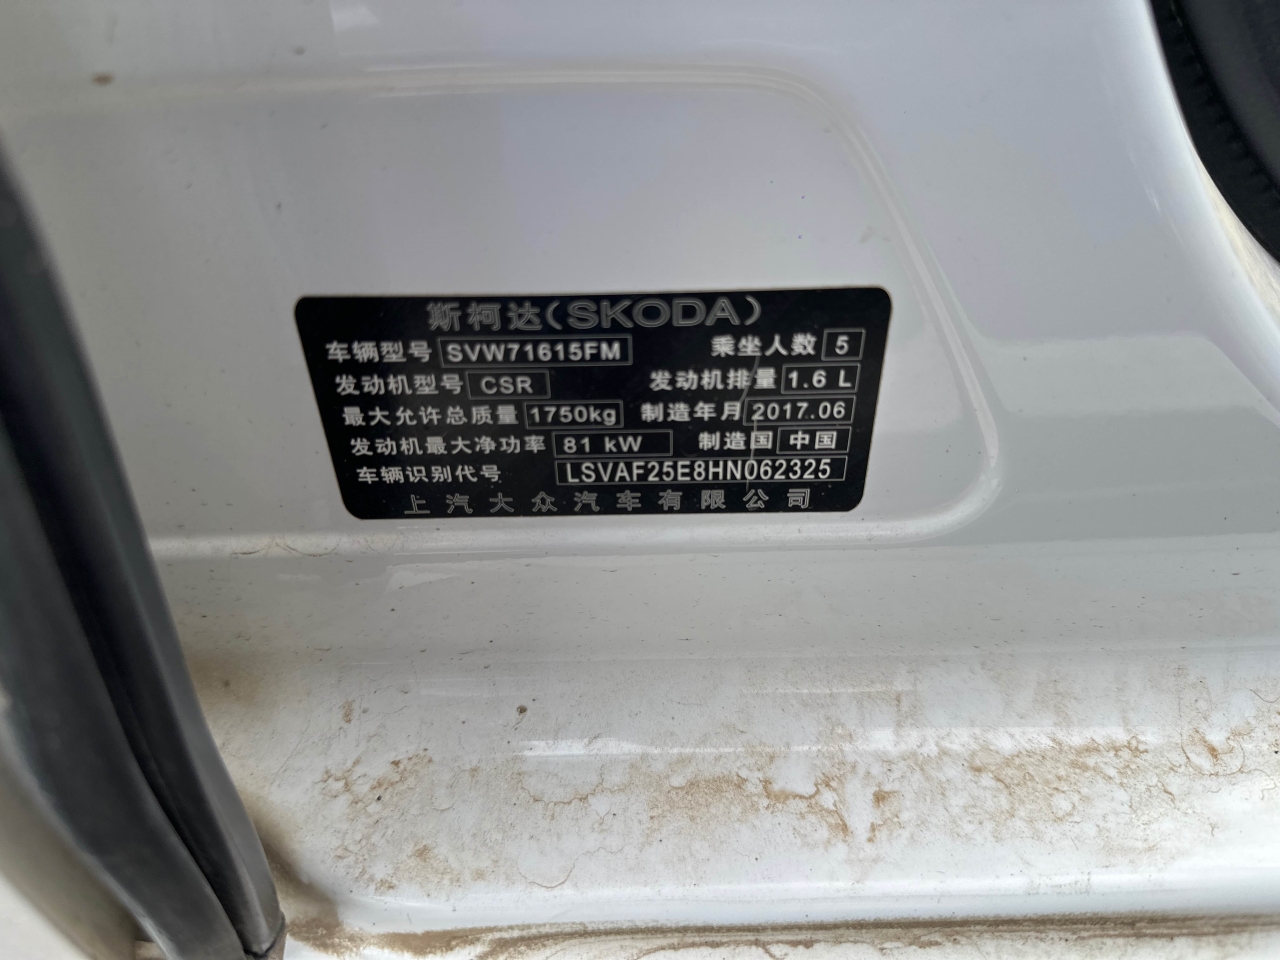 斯柯达(SKODA)
车辆型号 SVW71615FM 乘坐人数 5
发动机型号 CSR 发动机排量 1.6 L
最大允许总质量 1750kg 制造年月 2017.06
发动机最大净功率 81 kW 制造国 中国
车辆识别代号 LSVAF25E8HN062325
上汽大众汽车有限公司